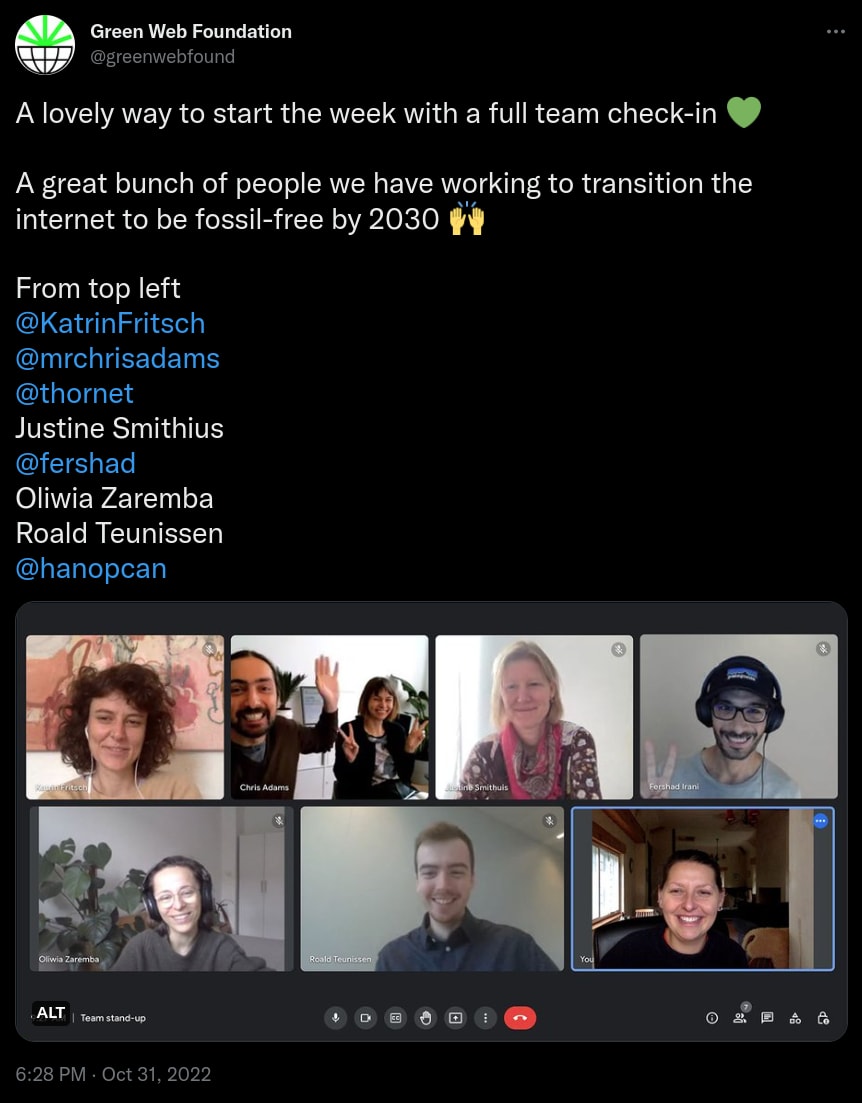 Green Web Foundation
@greenwebfound
A lovely way to start the week with a full team check-in 💚
A great bunch of people we have working to transition the
internet to be fossil-free by 2030 🙌
From top left
@KatrinFritsch
@mrchrisadams
@thornet
Justine Smithius
@fershad
Oliwia Zaremba
Roald Teunissen
@hanopcan
patagonia
Katrin Fritsch
Chris Adams
Justine Smithuis
Fershad Irani
Oliwia Zaremba
Roald Teunissen
You
ALT
| Team stand-up
CC
7
6:28 PM · Oct 31, 2022